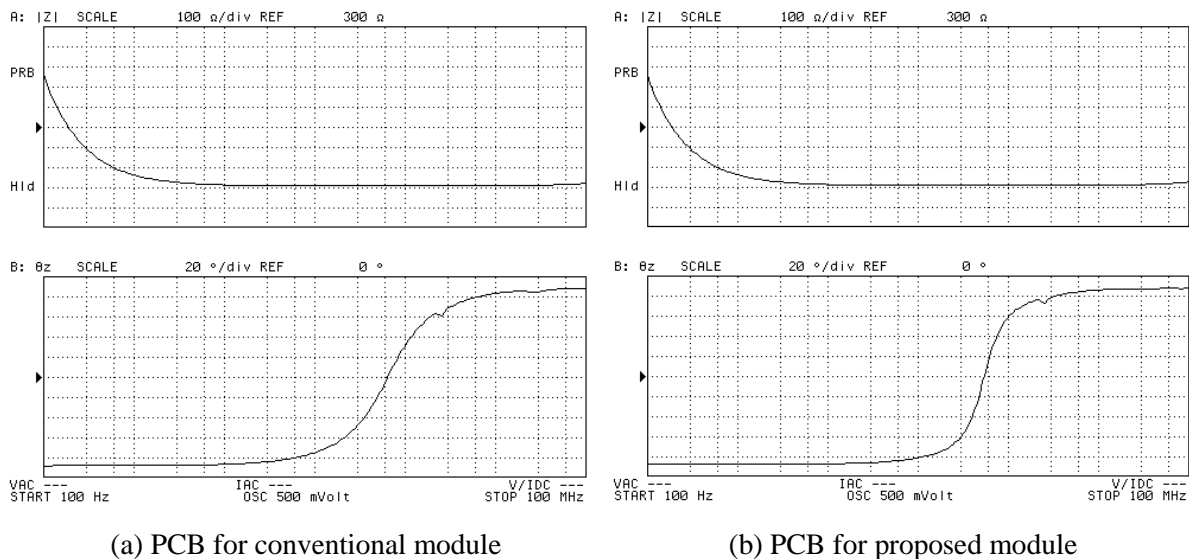 A: |Z| SCALE 100 Ω/div REF 300 Ω
PRB
Hld
B: θz SCALE 20 °/div REF 0 °
VAC --- IAC --- V/IDC ---
START 100 Hz OSC 500 mVolt STOP 100 MHz
(a) PCB for conventional module
A: |Z| SCALE 100 Ω/div REF 300 Ω
PRB
Hld
B: θz SCALE 20 °/div REF 0 °
VAC --- IAC --- V/IDC ---
START 100 Hz OSC 500 mVolt STOP 100 MHz
(b) PCB for proposed module